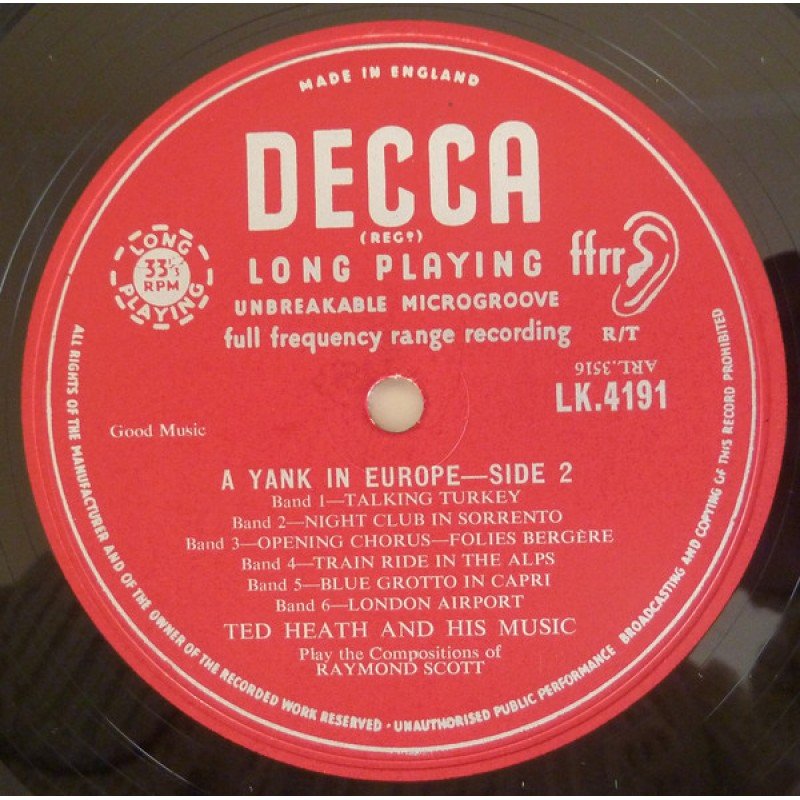 MADE IN ENGLAND
DECCA
(REGD)
LONG PLAYING
LONG PLAYING
33⅓
RPM
ffrr
UNBREAKABLE MICROGROOVE
full frequency range recording
R/T
ARL.3516
LK.4191
Good Music
A YANK IN EUROPE—SIDE 2
Band 1—TALKING TURKEY
Band 2—NIGHT CLUB IN SORRENTO
Band 3—OPENING CHORUS—FOLIES BERGÈRE
Band 4—TRAIN RIDE IN THE ALPS
Band 5—BLUE GROTTO IN CAPRI
Band 6—LONDON AIRPORT
TED HEATH AND HIS MUSIC
Play the Compositions of
RAYMOND SCOTT
ALL RIGHTS OF THE MANUFACTURER AND OF THE OWNER OF THE RECORDED WORK RESERVED · UNAUTHORISED PUBLIC PERFORMANCE BROADCASTING AND COPYING OF THIS RECORD PROHIBITED